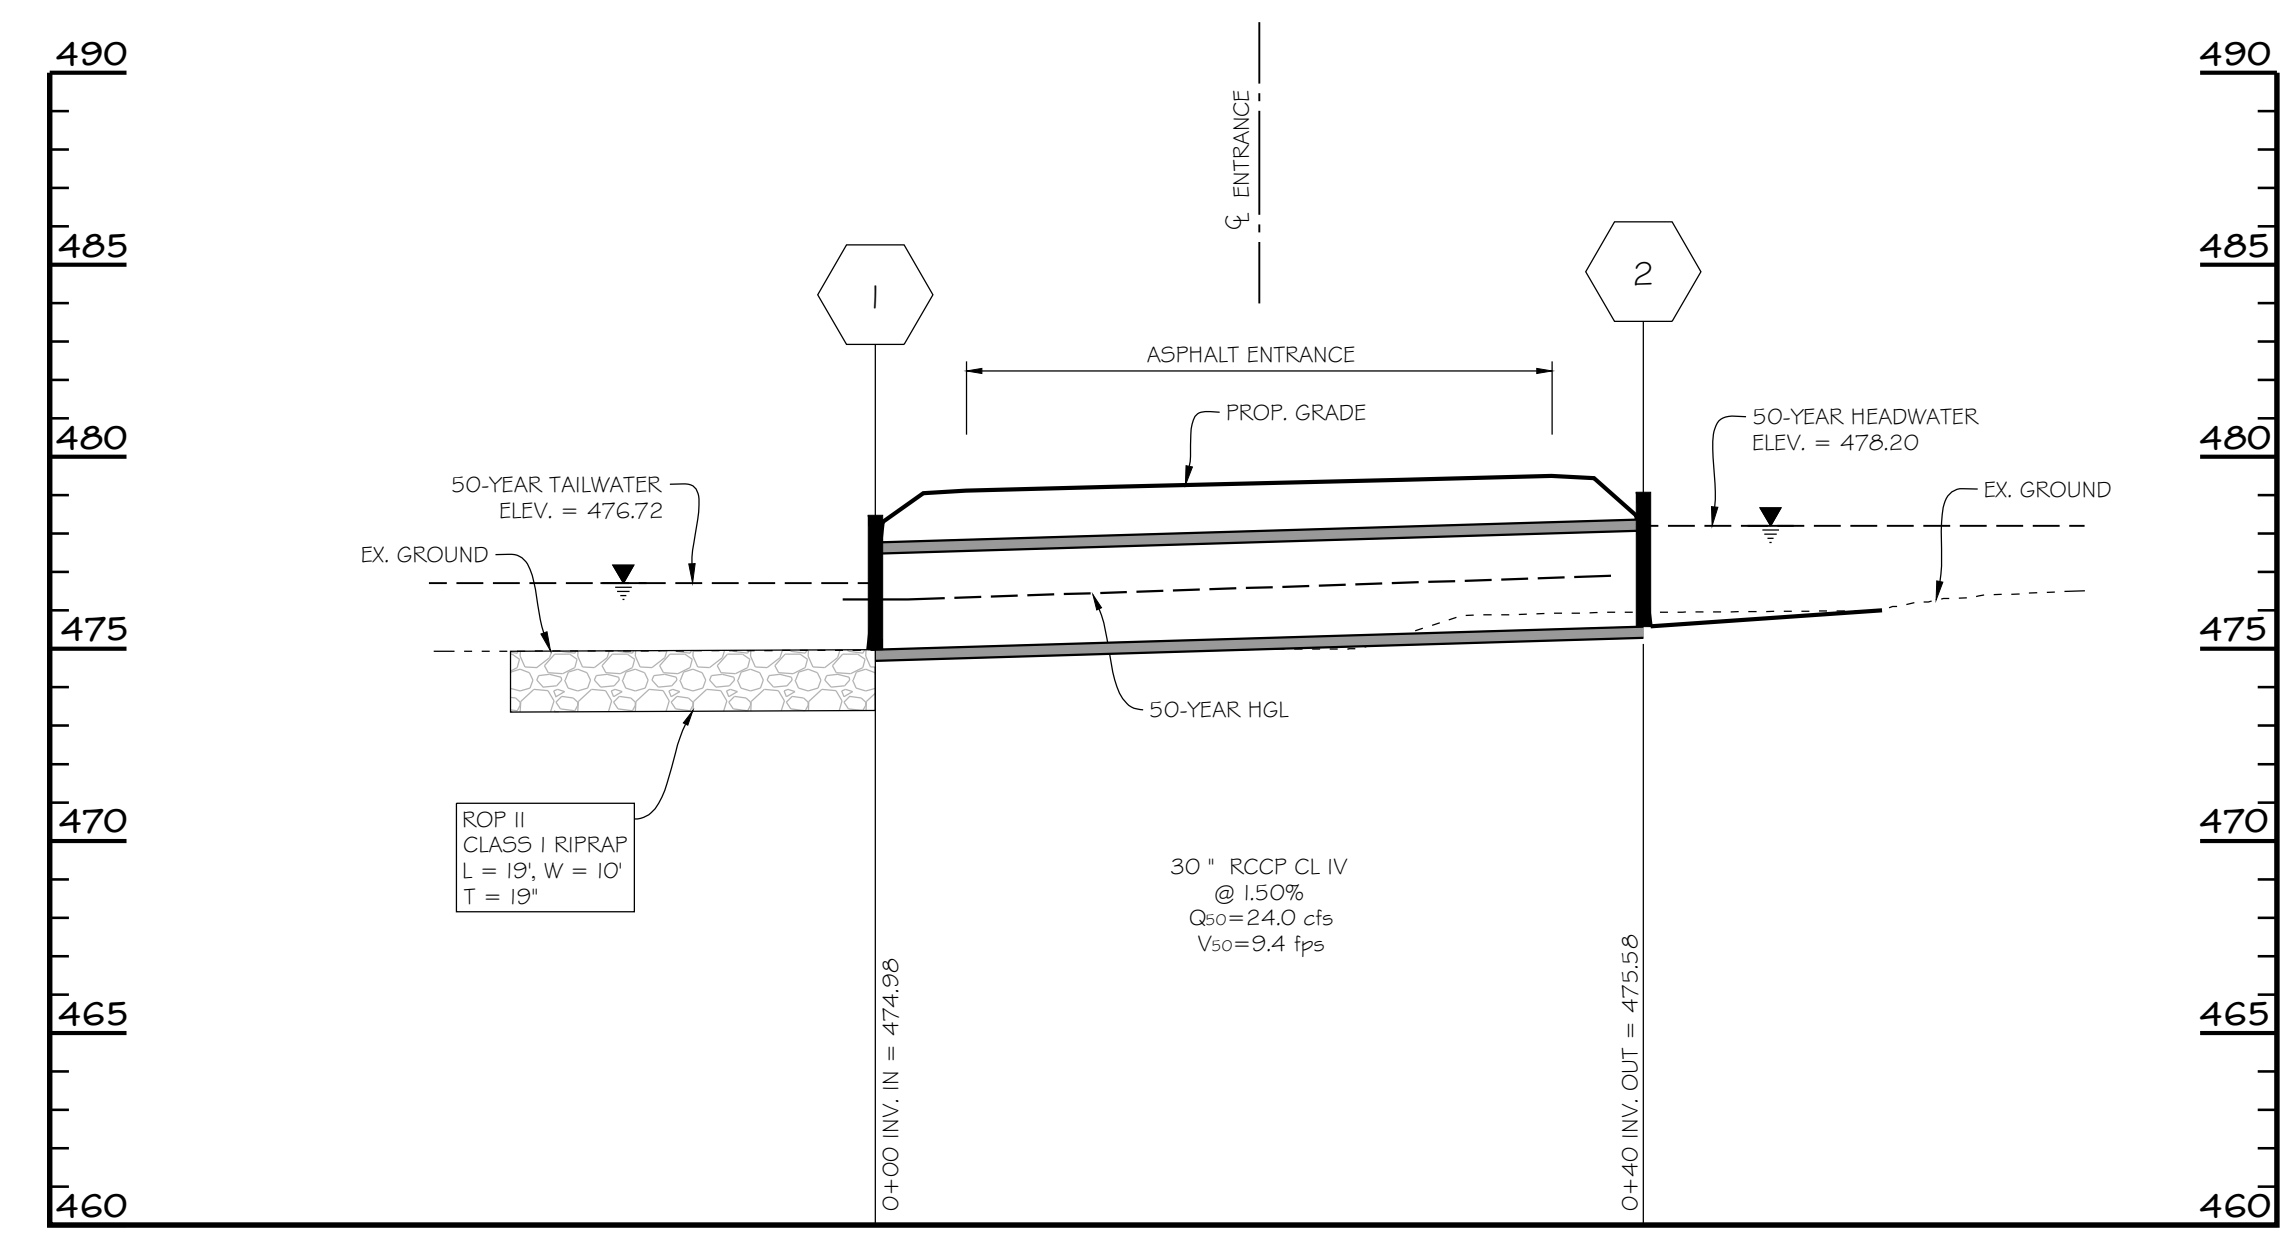 490
490
℄ ENTRANCE
485
485
1
2
ASPHALT ENTRANCE
PROP. GRADE
50-YEAR HEADWATER
ELEV. = 478.20
480
480
50-YEAR TAILWATER
ELEV. = 476.72
EX. GROUND
EX. GROUND
475
475
50-YEAR HGL
470
470
ROP II
CLASS I RIPRAP
L = 19', W = 10'
T = 19"
30 " RCCP CL IV
@ 1.50%
Q50=24.0 cfs
V50=9.4 fps
0+00 INV. IN = 474.98
0+40 INV. OUT = 475.58
465
465
460
460